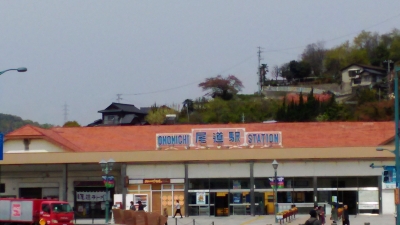 ONOMICHI 尾道駅 STATION